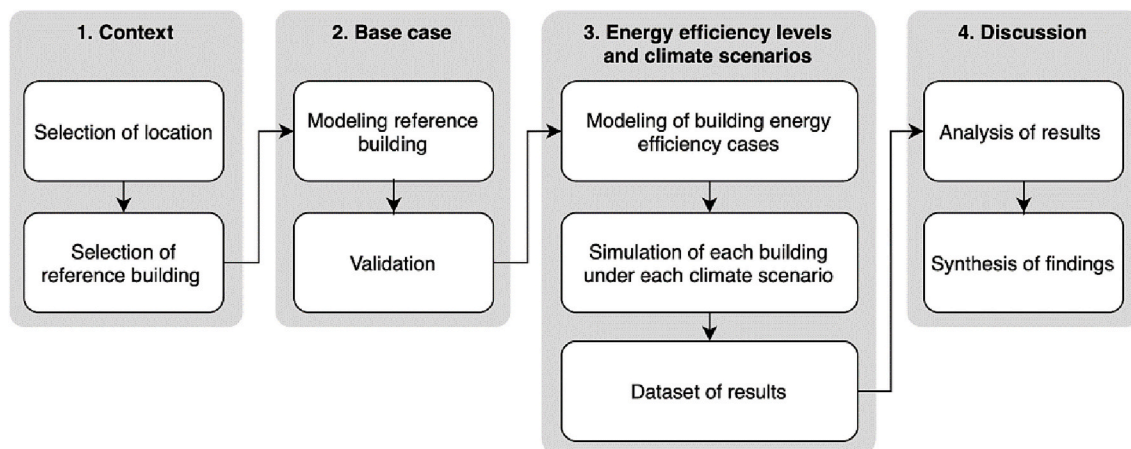 1. Context
Selection of location
Selection of
reference building
2. Base case
Modeling reference
building
Validation
3. Energy efficiency levels
and climate scenarios
Modeling of building energy
efficiency cases
Simulation of each building
under each climate scenario
Dataset of results
4. Discussion
Analysis of results
Synthesis of findings